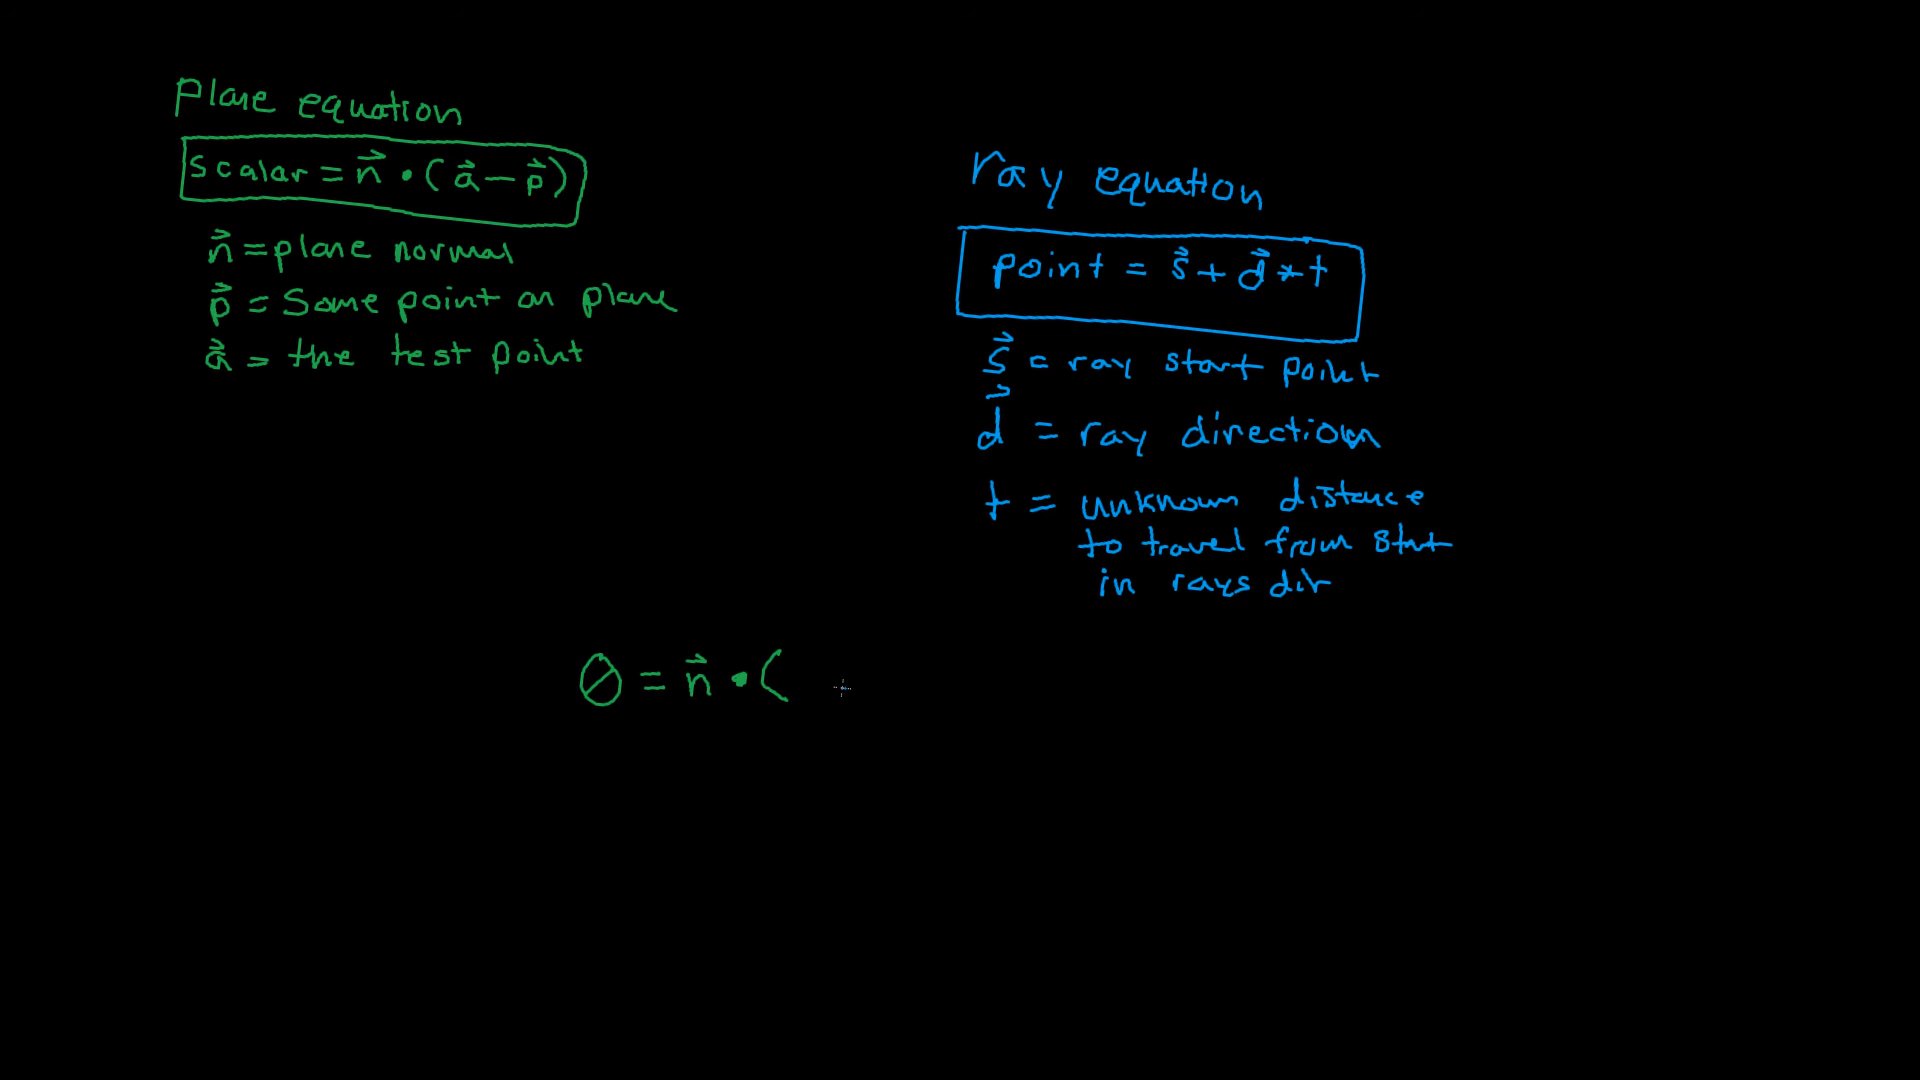 Plane equation
scalar = n⃗ • (a⃗ - p⃗)
n⃗ = plane normal
p⃗ = Some point on plane
a⃗ = the test point
ray equation
point = s⃗ + d⃗ * t
s⃗ = ray start point
d⃗ = ray direction
t = unknown distance
to travel from start
in rays dir
0 = n⃗ • (